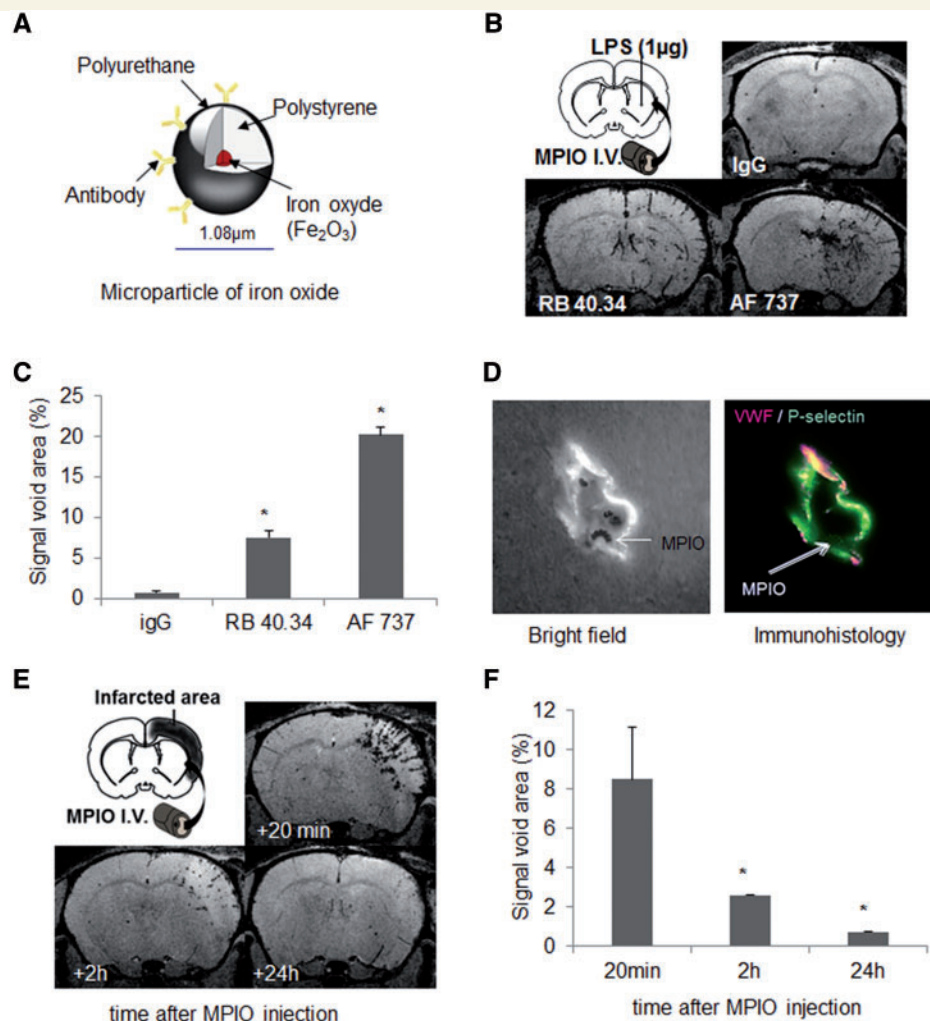 A
Polyurethane
Polystyrene
Antibody
Iron oxyde
(Fe₂O₃)
1.08µm
Microparticle of iron oxide
B
LPS (1µg)
MPIO I.V.
IgG
RB 40.34
AF 737
C
Signal void area (%)
25
20
15
10
5
0
*
*
igG
RB 40.34
AF 737
D
MPIO
Bright field
VWF / P-selectin
MPIO
Immunohistology
E
Infarcted area
MPIO I.V.
+20 min
+2h
+24h
time after MPIO injection
F
Signal void area (%)
12
10
8
6
4
2
0
*
*
20min
2h
24h
time after MPIO injection